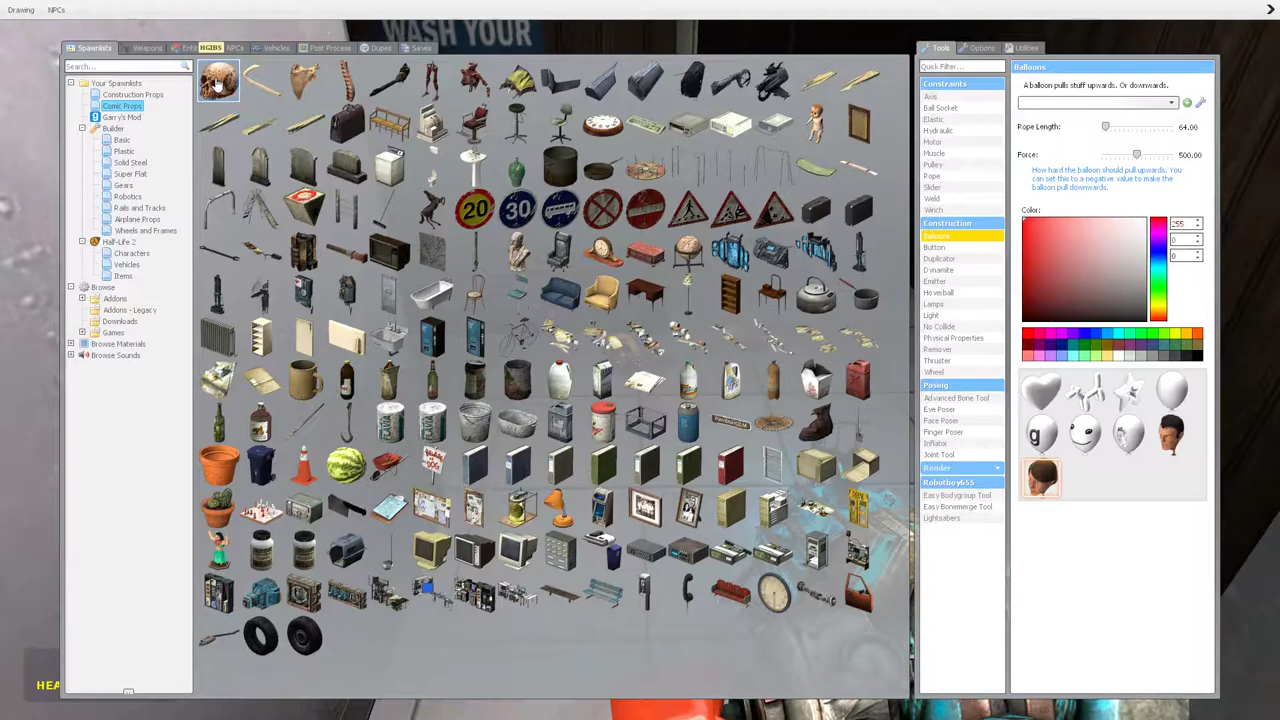 Drawing NPCs
WASH YOUR
Spawnlists Weapons Enti HGIBS NPCs Vehicles Post Process Dupes Saves
Search...
Your Spawnlists
Construction Props
Comic Props
Garry's Mod
Builder
Basic
Plastic
Solid Steel
Super Flat
Gears
Robotics
Rails and Tracks
Airplane Props
Wheels and Frames
Half-Life 2
Characters
Vehicles
Items
Browse
Addons
Addons - Legacy
Downloads
Games
Browse Materials
Browse Sounds
20
30
RAVENHOLM
BEWARE
OF
DOG
HEA
Tools Options Utilities
Quick Filter...
Constraints
Axis
Ball Socket
Elastic
Hydraulic
Motor
Muscle
Pulley
Rope
Slider
Weld
Winch
Construction
Balloons
Button
Duplicator
Dynamite
Emitter
Hoverball
Lamps
Light
No Collide
Physical Properties
Remover
Thruster
Wheel
Posing
Advanced Bone Tool
Eye Poser
Face Poser
Finger Poser
Inflator
Joint Tool
Render
Robotboy655
Easy Bodygroup Tool
Easy Bonemerge Tool
Lightsabers
Balloons
A balloon pulls stuff upwards. Or downwards.
Rope Length: 64.00
Force: 500.00
How hard the balloon should pull upwards. You
can set this to a negative value to make the
balloon pull downwards.
Color:
255
0
0
g